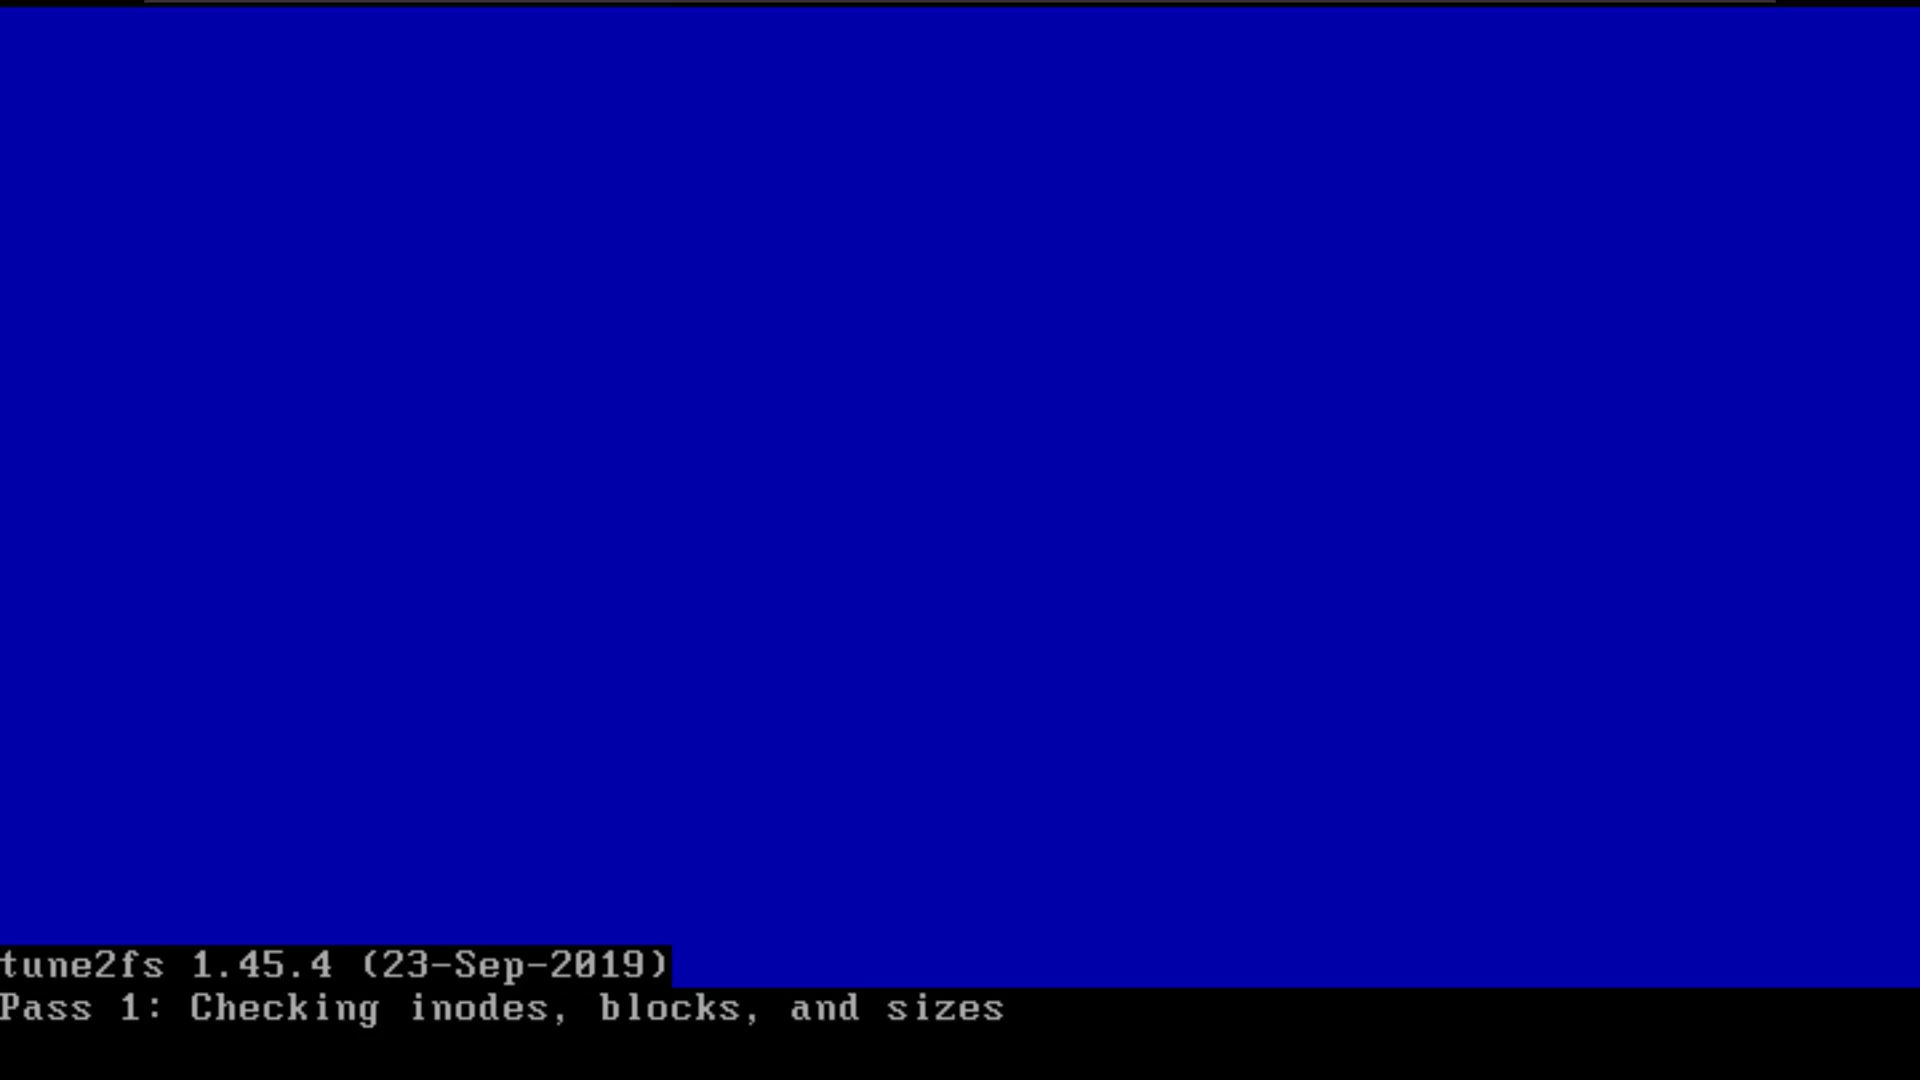 tune2fs 1.45.4 (23-Sep-2019)
Pass 1: Checking inodes, blocks, and sizes